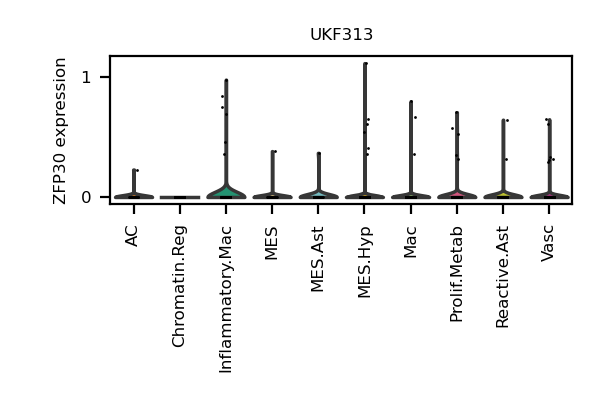 UKF313
ZFP30 expression
1
0
AC
Chromatin.Reg
Inflammatory.Mac
MES
MES.Ast
MES.Hyp
Mac
Prolif.Metab
Reactive.Ast
Vasc